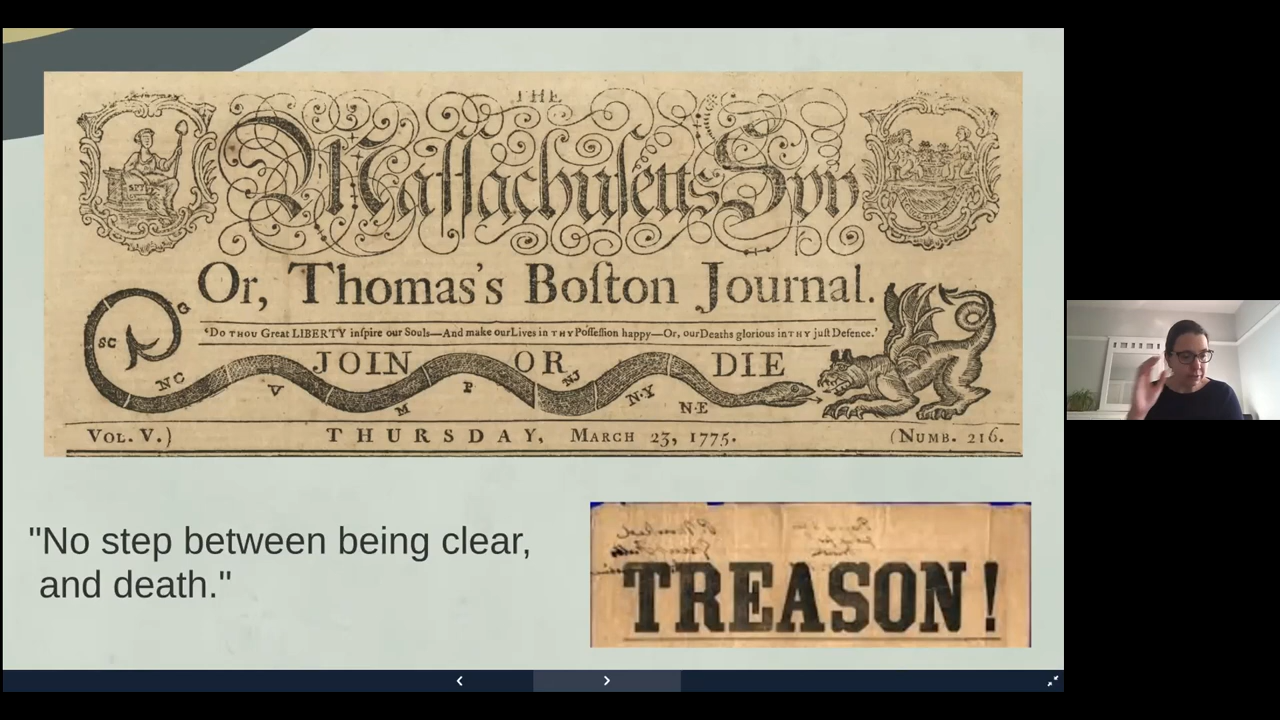 THE
Maſſachuſetts Spy
SPY
Or, Thomas's Boſton Journal.
'Do THOU Great LIBERTY inſpire our Souls—And make our Lives in THY Poſſeſſion happy—Or, our Deaths glorious in THY juſt Defence.'
JOIN OR DIE
G
SC
NC
V
M
P
NJ
N·Y
N·E
VOL. V.) THURSDAY, MARCH 23, 1775. (NUMB. 216.
"No step between being clear,
and death."
TREASON!